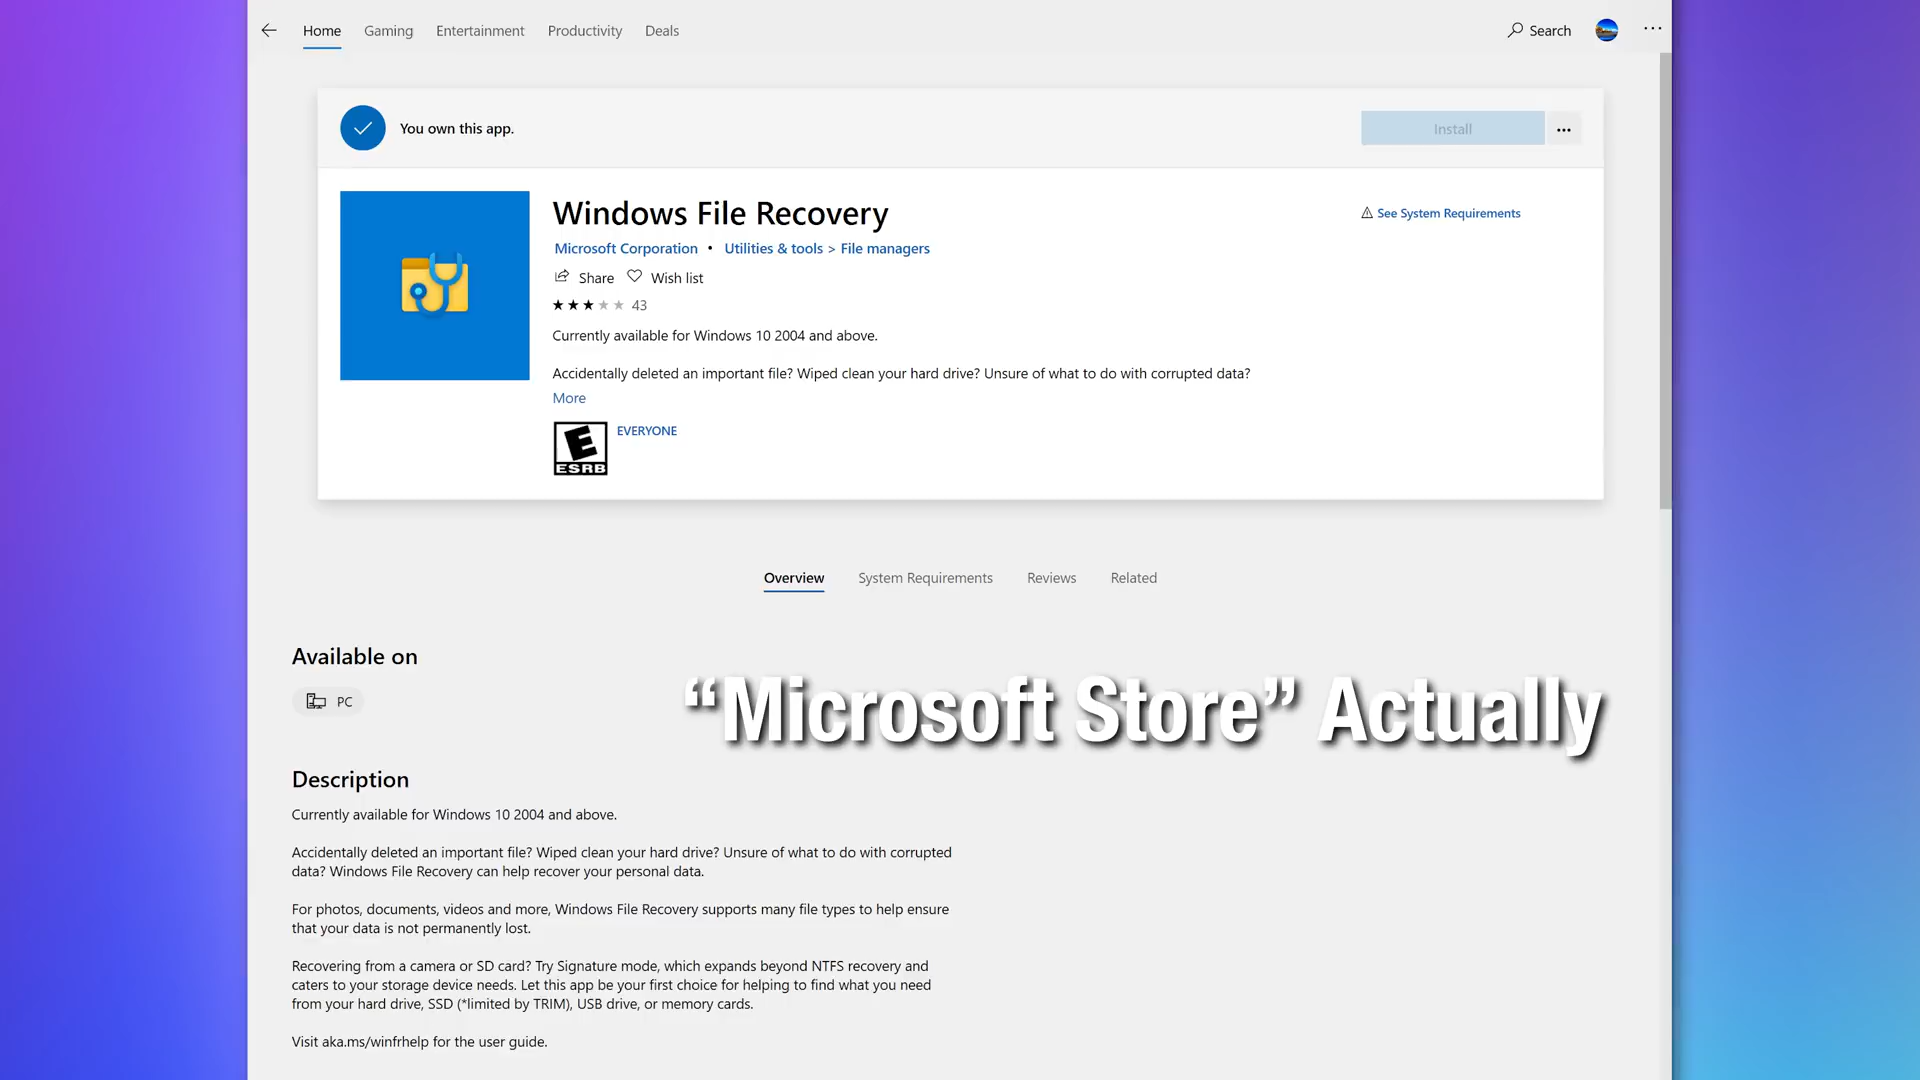 Home Gaming Entertainment Productivity Deals Search
You own this app. Install
Windows File Recovery
See System Requirements
Microsoft Corporation • Utilities & tools > File managers
Share Wish list
43
Currently available for Windows 10 2004 and above.
Accidentally deleted an important file? Wiped clean your hard drive? Unsure of what to do with corrupted data?
More
E
ESRB
EVERYONE
Overview System Requirements Reviews Related
Available on
PC
“Microsoft Store” Actually
Description
Currently available for Windows 10 2004 and above.
Accidentally deleted an important file? Wiped clean your hard drive? Unsure of what to do with corrupted
data? Windows File Recovery can help recover your personal data.
For photos, documents, videos and more, Windows File Recovery supports many file types to help ensure
that your data is not permanently lost.
Recovering from a camera or SD card? Try Signature mode, which expands beyond NTFS recovery and
caters to your storage device needs. Let this app be your first choice for helping to find what you need
from your hard drive, SSD (*limited by TRIM), USB drive, or memory cards.
Visit aka.ms/winfrhelp for the user guide.